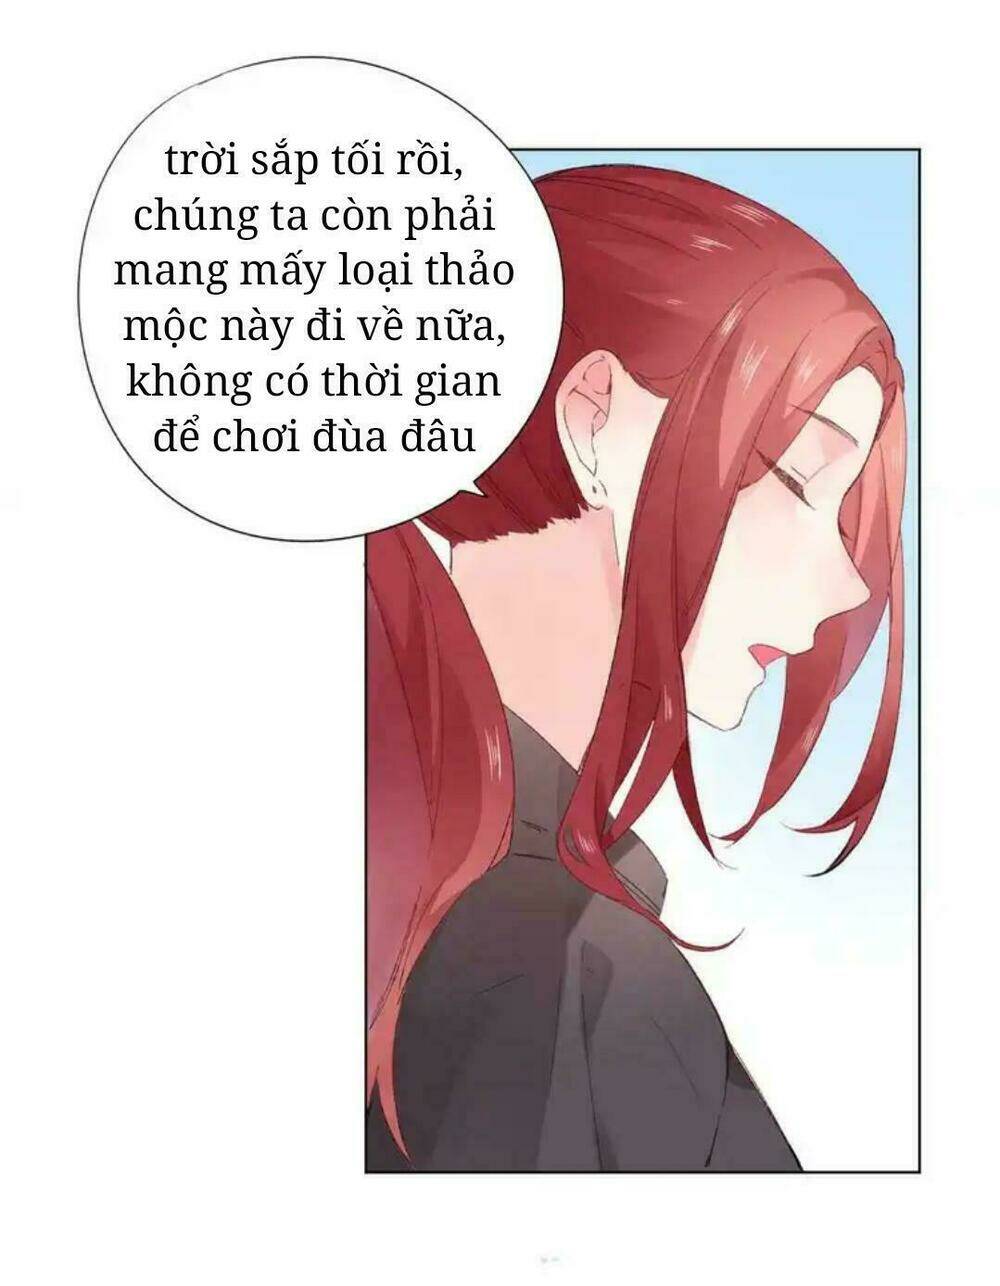 trời sắp tối rồi,
chúng ta còn phải
mang mấy loại thảo
mộc này đi về nữa,
không có thời gian
để chơi đùa đâu